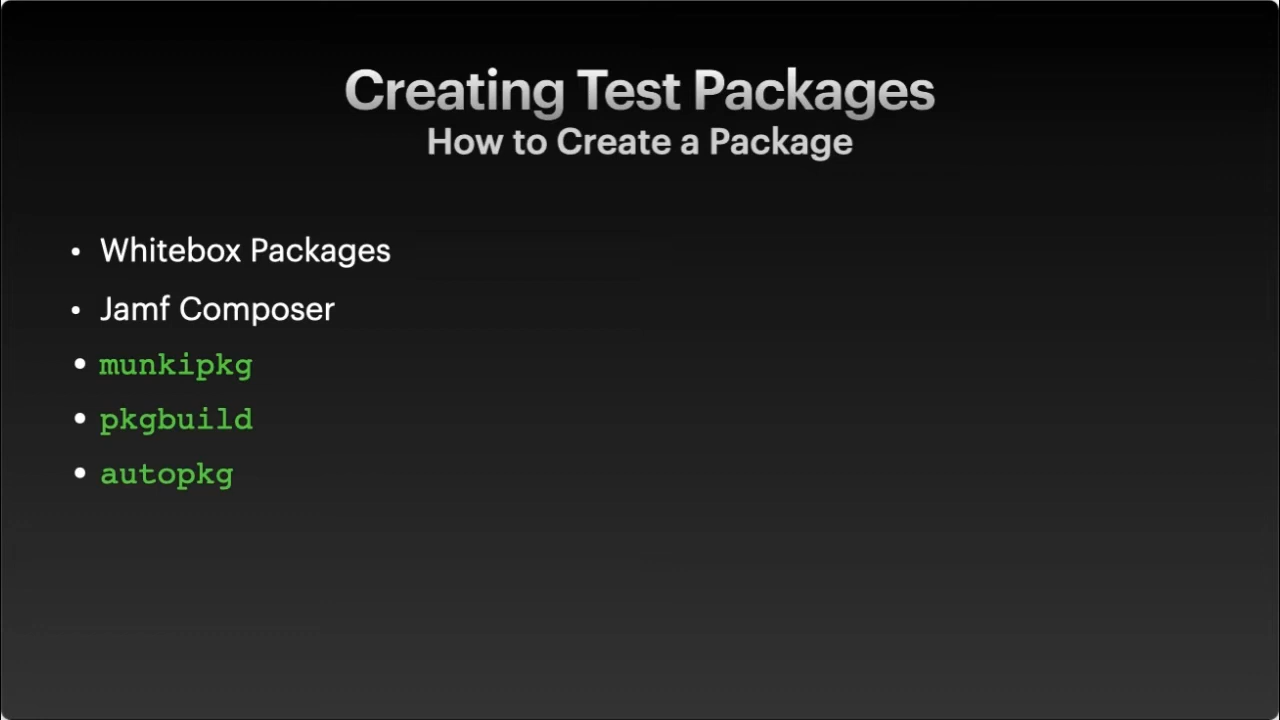 Creating Test Packages
How to Create a Package
• Whitebox Packages
• Jamf Composer
• munkipkg
• pkgbuild
• autopkg